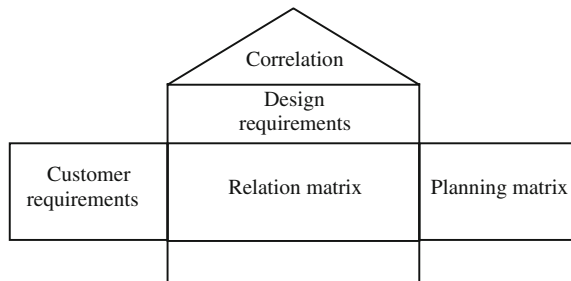 Correlation
Design
requirements
Customer
requirements
Relation matrix
Planning matrix